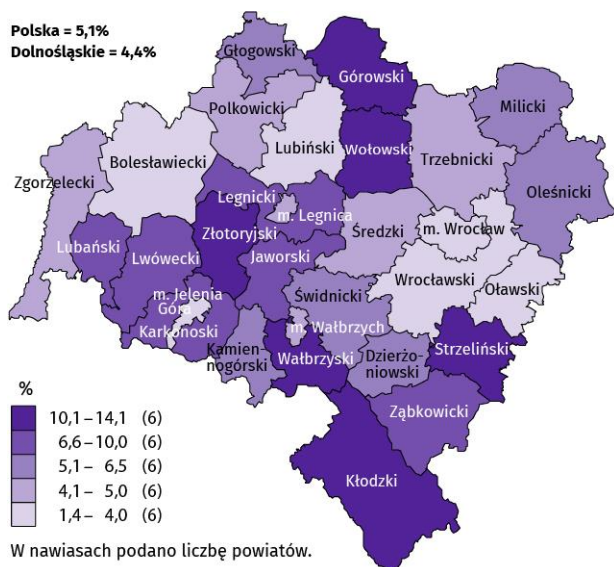 Polska = 5,1%
Dolnośląskie = 4,4%
Głogowski
Górowski
Milicki
Polkowicki
Lubiński
Wołowski
Trzebnicki
Bolesławiecki
Zgorzelecki
Oleśnicki
Legnicki
m. Legnica
Średzki
m. Wrocław
Złotoryjski
Lubański
Lwówecki
Jaworski
Wrocławski
Oławski
m. Jelenia
Góra
Karkonoski
Świdnicki
m. Wałbrzych
Kamien-
nogórski
Wałbrzyski
Dzierżo-
niowski
Strzeliński
Ząbkowicki
Kłodzki
%
10,1 – 14,1 (6)
6,6 – 10,0 (6)
5,1 – 6,5 (6)
4,1 – 5,0 (6)
1,4 – 4,0 (6)
W nawiasach podano liczbę powiatów.